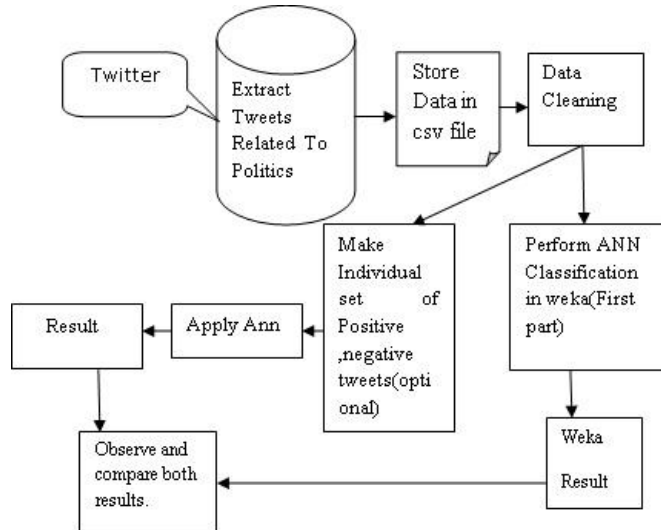 Twitter
Extract
Tweets
Related To
Politics
Store
Data in
csv file
Data
Cleaning
Make
Individual
set of
Positive
,negative
tweets(opti
onal)
Perform ANN
Classification
in weka(First
part)
Result
Apply Ann
Weka
Result
Observe and
compare both
results.